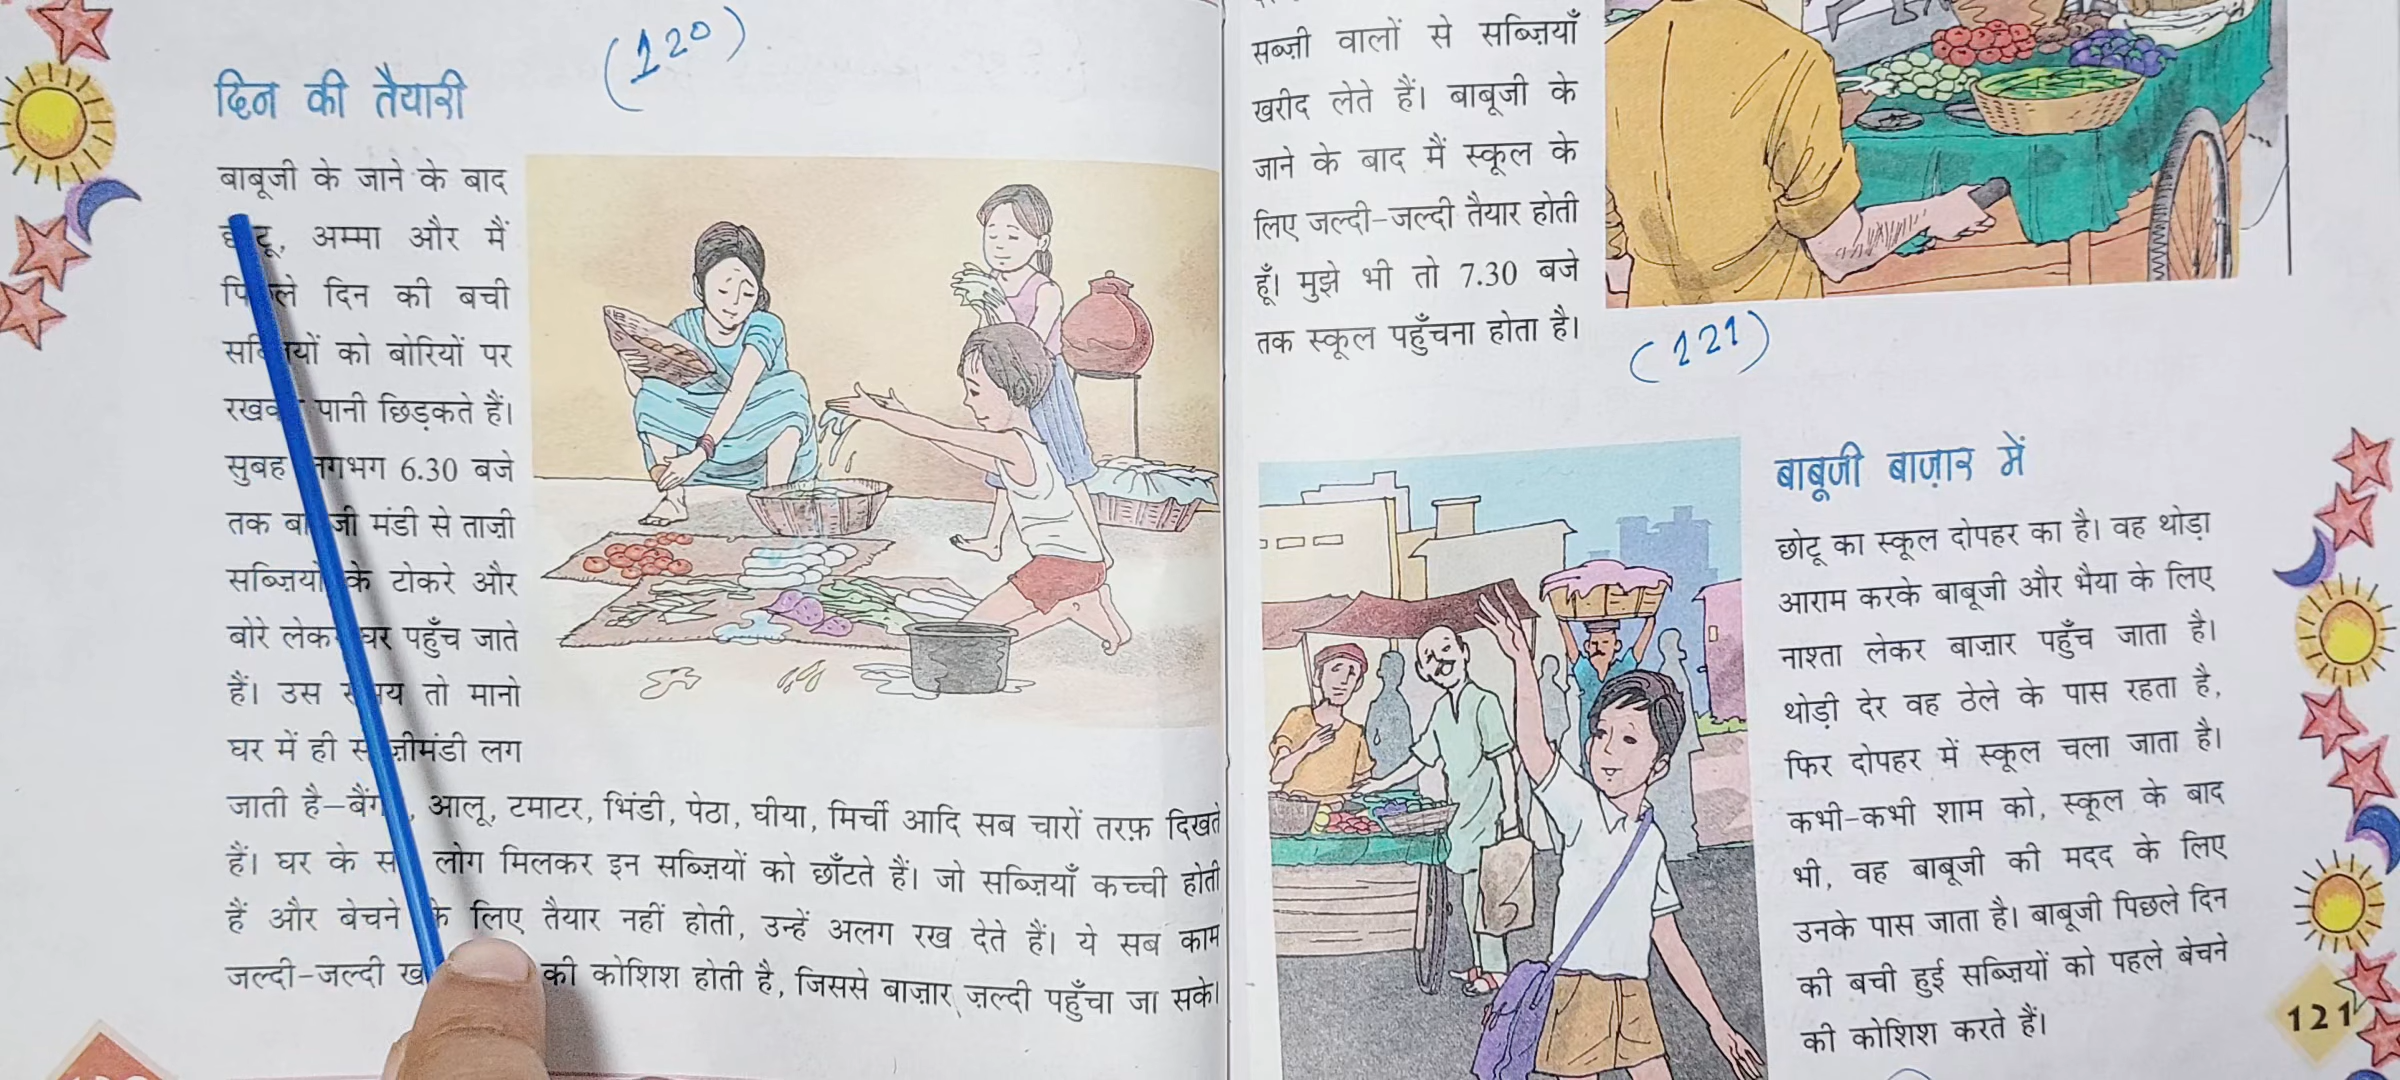 (120)
दिन की तैयारी
बाबूजी के जाने के बाद
अम्मा और मैं
दिन की बची
को बोरियों पर
पानी छिड़कते हैं।
सुबह 6.30 बजे
तक मंडी से ताज़ी
सब्ज़ियों के टोकरे और
बोरे घर पहुँच जाते
हैं। उस तो मानो
घर में ही लग
जाती है– आलू, टमाटर, भिंडी, पेठा, घीया, मिर्ची आदि सब चारों तरफ़ दिखते
हैं। घर के लोग मिलकर इन सब्ज़ियों को छाँटते हैं। जो सब्ज़ियाँ कच्ची होती
हैं और बेचने के लिए तैयार नहीं होती, उन्हें अलग रख देते हैं। ये सब काम
जल्दी-जल्दी की कोशिश होती है, जिससे बाज़ार ज़ल्दी पहुँचा जा सके।
सब्ज़ी वालों से सब्ज़ियाँ
खरीद लेते हैं। बाबूजी के
जाने के बाद मैं स्कूल के
लिए जल्दी-जल्दी तैयार होती
हूँ। मुझे भी तो 7.30 बजे
तक स्कूल पहुँचना होता है।
(121)
बाबूजी बाज़ार में
छोटू का स्कूल दोपहर का है। वह थोड़ा
आराम करके बाबूजी और भैया के लिए
नाश्ता लेकर बाज़ार पहुँच जाता है।
थोड़ी देर वह ठेले के पास रहता है,
फिर दोपहर में स्कूल चला जाता है।
कभी-कभी शाम को, स्कूल के बाद
भी, वह बाबूजी की मदद के लिए
उनके पास जाता है। बाबूजी पिछले दिन
की बची हुई सब्ज़ियों को पहले बेचने
की कोशिश करते हैं।
121